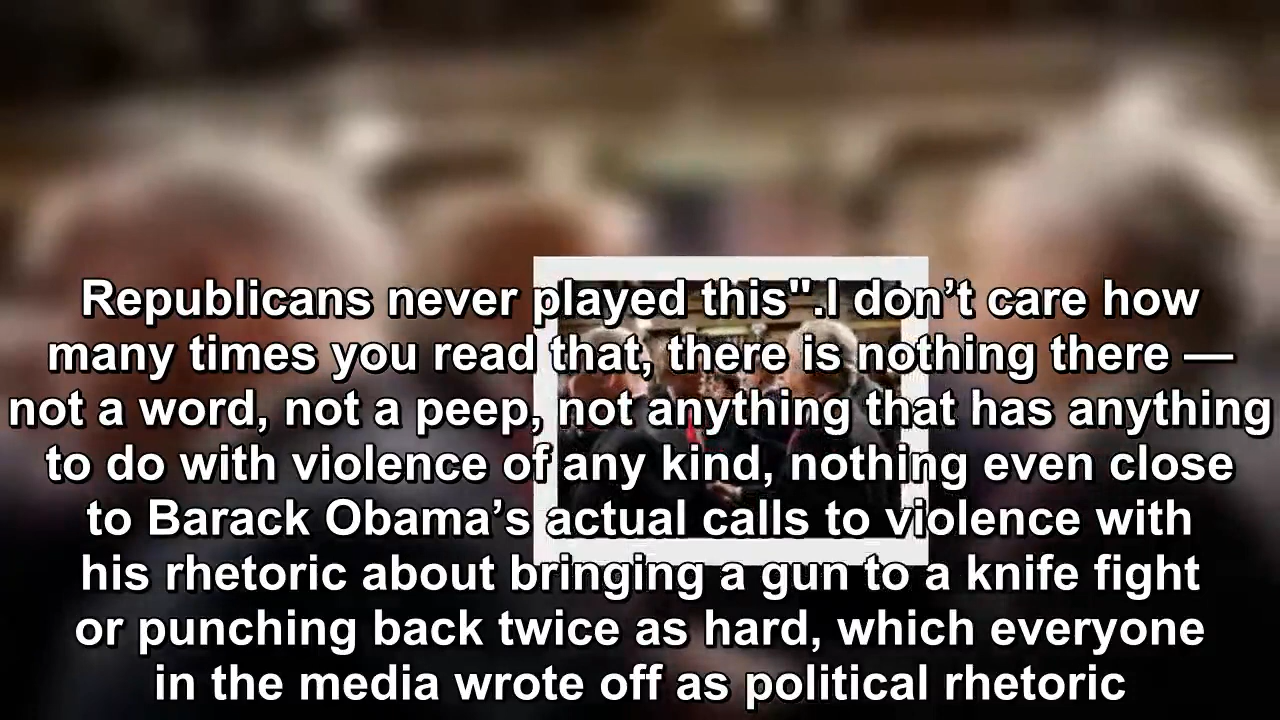 Republicans never played this".I don’t care how
many times you read that, there is nothing there —
not a word, not a peep, not anything that has anything
to do with violence of any kind, nothing even close
to Barack Obama’s actual calls to violence with
his rhetoric about bringing a gun to a knife fight
or punching back twice as hard, which everyone
in the media wrote off as political rhetoric